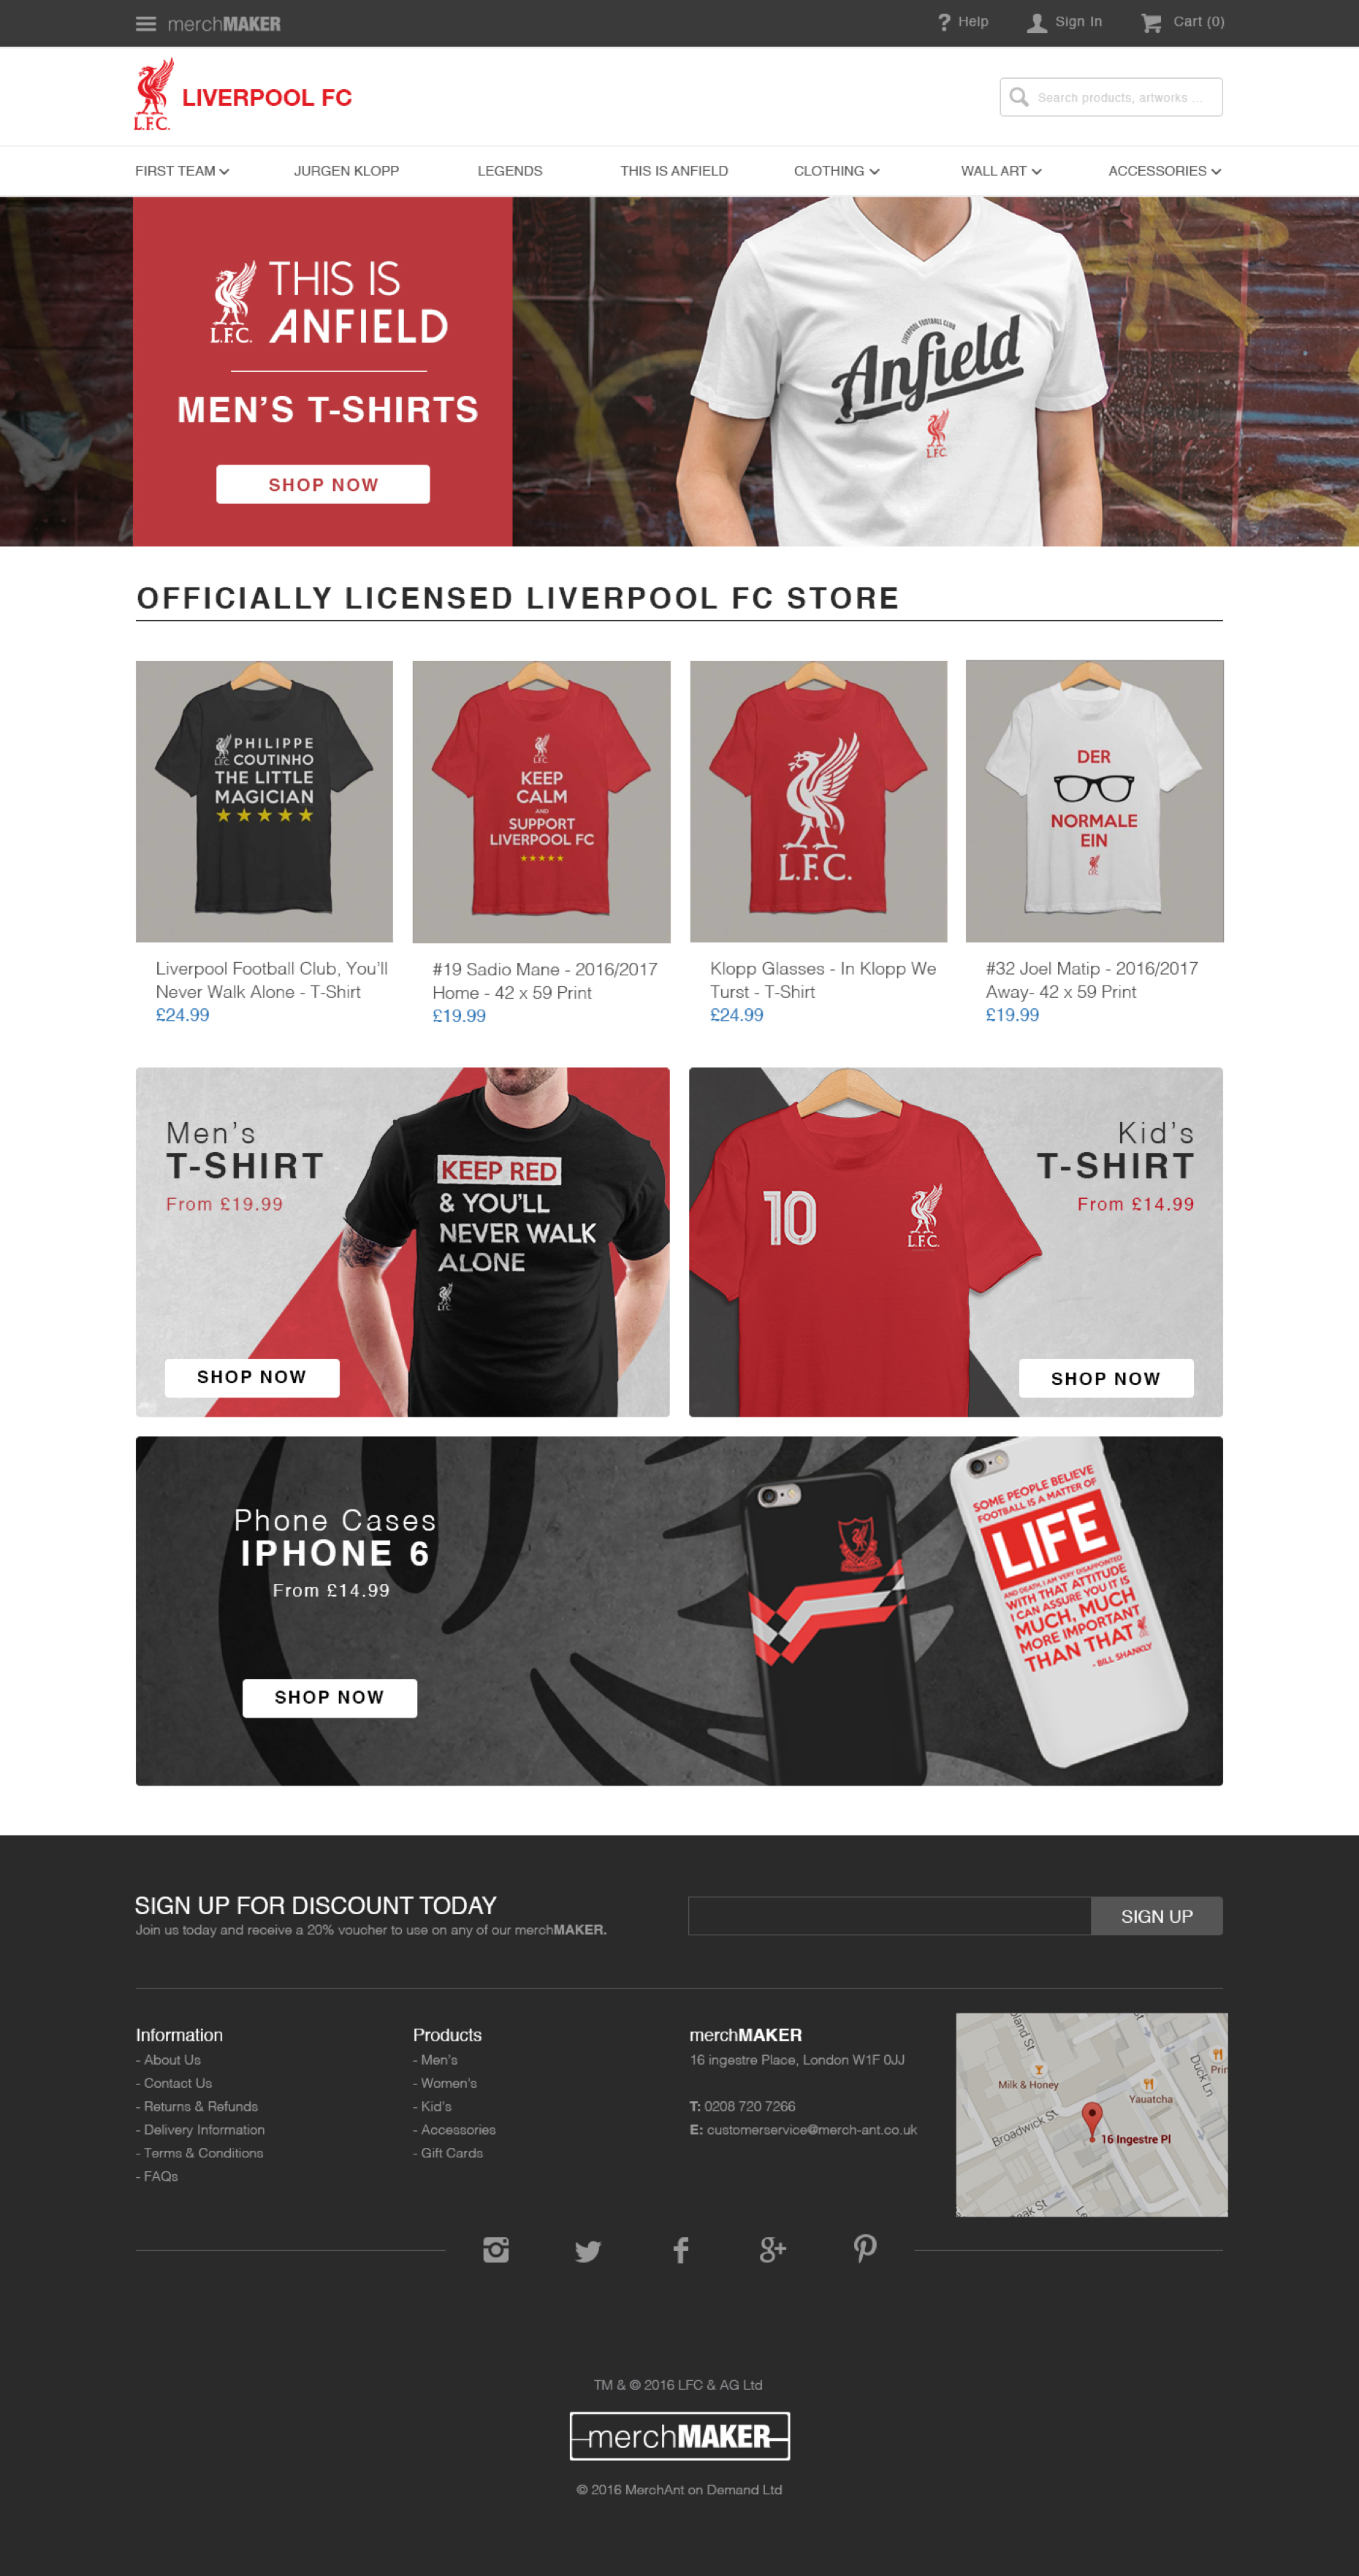 merchMAKER
? Help
Sign In
Cart (0)
L.F.C.
LIVERPOOL FC
Search products, artworks ...
FIRST TEAM
JURGEN KLOPP
LEGENDS
THIS IS ANFIELD
CLOTHING
WALL ART
ACCESSORIES
THIS IS
ANFIELD
L.F.C.
MEN'S T-SHIRTS
SHOP NOW
LIVERPOOL FOOTBALL CLUB
Anfield
L.F.C.
OFFICIALLY LICENSED LIVERPOOL FC STORE
PHILIPPE
L.F.C. COUTINHO
THE LITTLE
MAGICIAN
L.F.C.
KEEP
CALM
AND
SUPPORT
LIVERPOOL FC
L.F.C.
DER
NORMALE
EIN
L.F.C.
Liverpool Football Club, You'll
Never Walk Alone - T-Shirt
£24.99
#19 Sadio Mane - 2016/2017
Home - 42 x 59 Print
£19.99
Klopp Glasses - In Klopp We
Turst - T-Shirt
£24.99
#32 Joel Matip - 2016/2017
Away- 42 x 59 Print
£19.99
Men's
T-SHIRT
From £19.99
KEEP RED
& YOU'LL
NEVER WALK
ALONE
L.F.C.
SHOP NOW
10
L.F.C.
Kid's
T-SHIRT
From £14.99
SHOP NOW
Phone Cases
IPHONE 6
From £14.99
SHOP NOW
SOME PEOPLE BELIEVE
FOOTBALL IS A MATTER OF
LIFE
AND DEATH, I AM VERY DISAPPOINTED
WITH THAT ATTITUDE
I CAN ASSURE YOU IT IS
MUCH, MUCH
MORE IMPORTANT
THAN THAT
- BILL SHANKLY
SIGN UP FOR DISCOUNT TODAY
Join us today and receive a 20% voucher to use on any of our merchMAKER.
SIGN UP
Information
- About Us
- Contact Us
- Returns & Refunds
- Delivery Information
- Terms & Conditions
- FAQs
Products
- Men's
- Women's
- Kid's
- Accessories
- Gift Cards
merchMAKER
16 ingestre Place, London W1F 0JJ
T: 0208 720 7266
E: customerservice@merch-ant.co.uk
Milk & Honey
Yauatcha
Duck Ln
Broadwick St
16 Ingestre Pl
g+
TM & © 2016 LFC & AG Ltd
merchMAKER
© 2016 MerchAnt on Demand Ltd